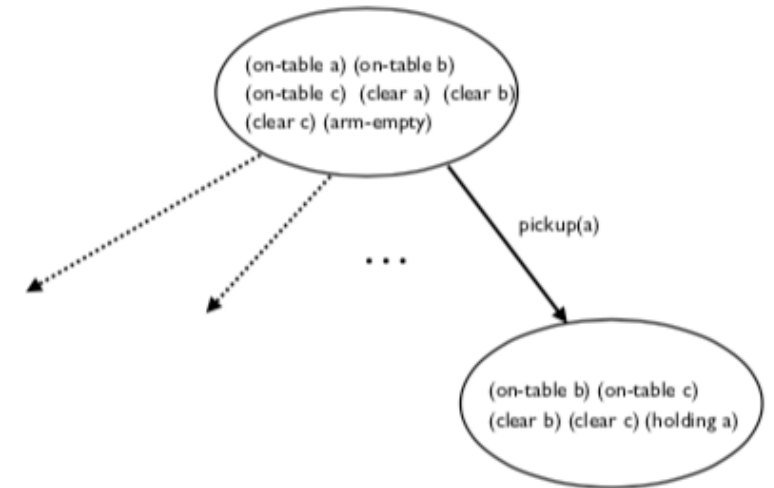 (on-table a) (on-table b)
(on-table c) (clear a) (clear b)
(clear c) (arm-empty)
pickup(a)
...
(on-table b) (on-table c)
(clear b) (clear c) (holding a)